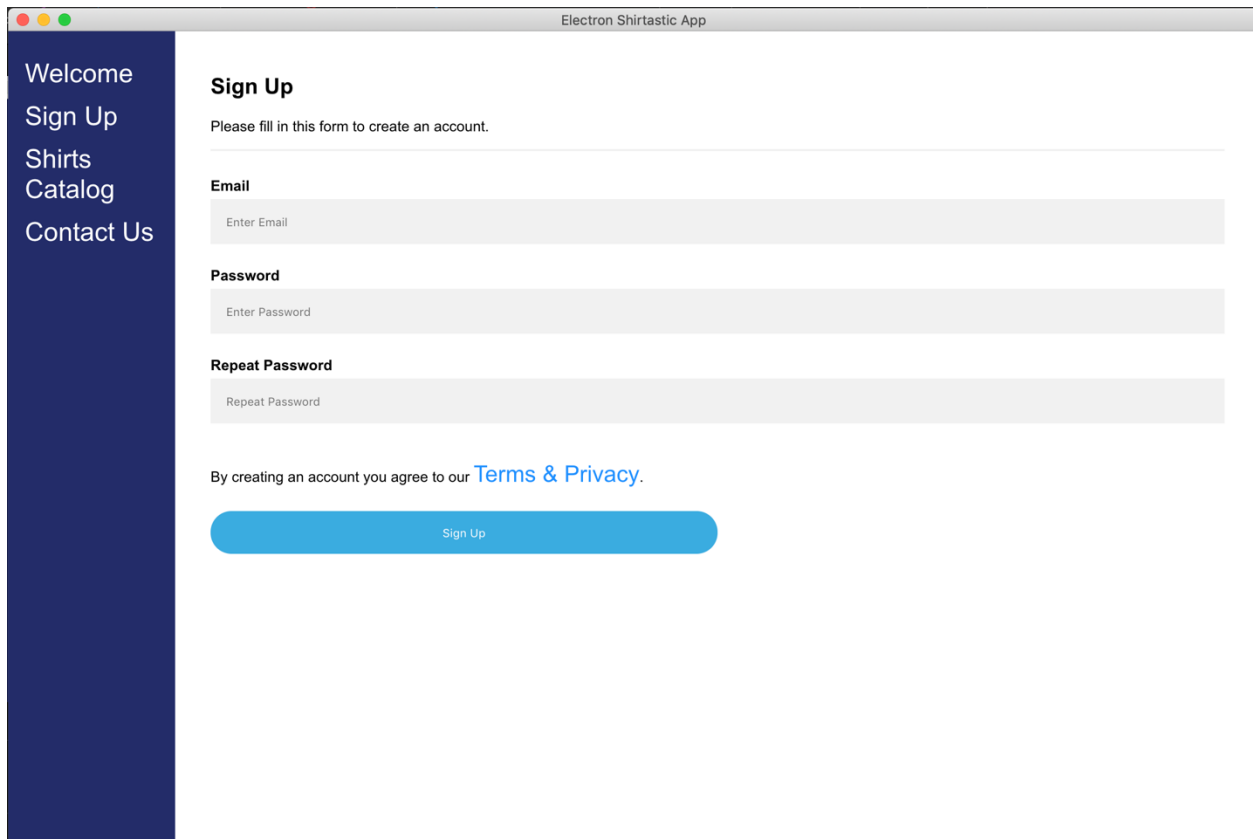 Electron Shirtastic App
Welcome
Sign Up
Shirts
Catalog
Contact Us
Sign Up
Please fill in this form to create an account.
Email
Enter Email
Password
Enter Password
Repeat Password
Repeat Password
By creating an account you agree to our Terms & Privacy.
Sign Up